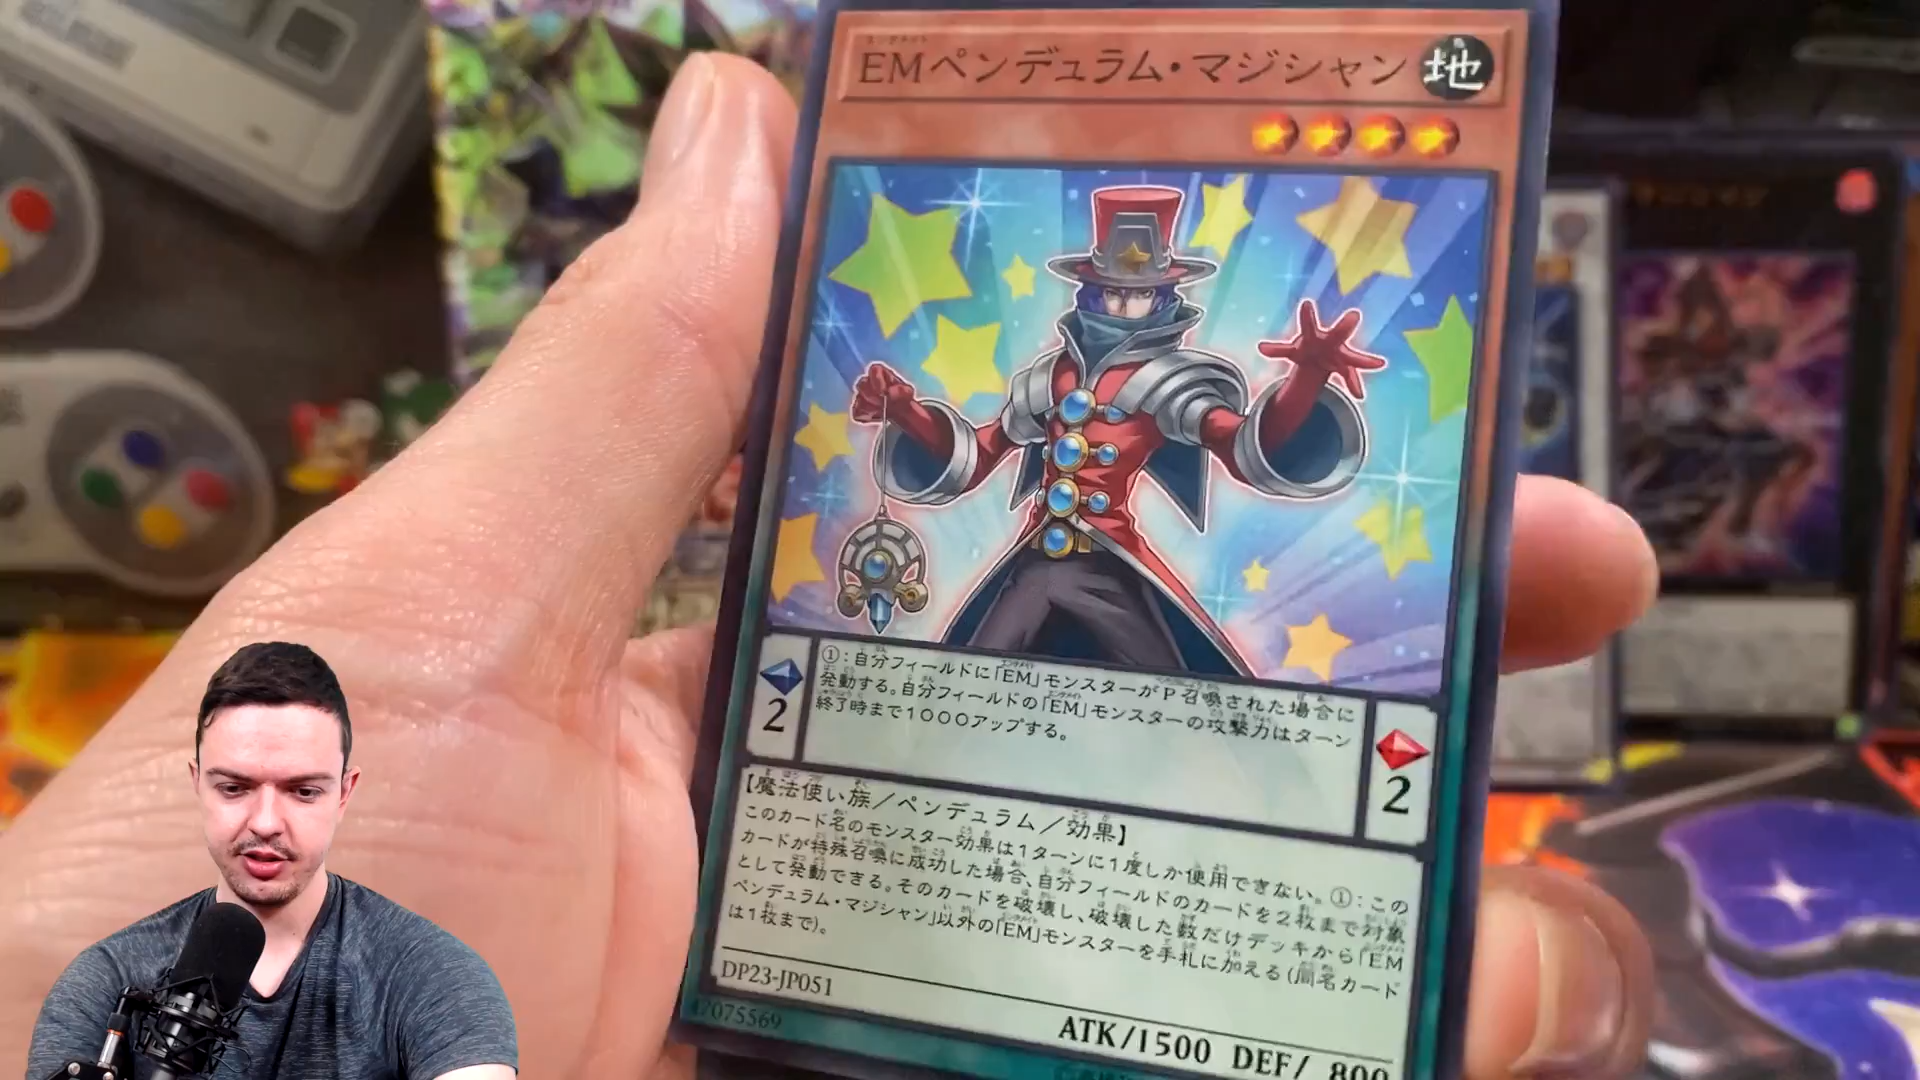 EMペンデュラム・マジシャン 地
①：自分フィールドに「EM」モンスターがP召喚された場合に
発動する。自分フィールドの「EM」モンスターの攻撃力はターン
終了時まで１０００アップする。
2
2
【魔法使い族／ペンデュラム／効果】
このカード名のモンスター効果は１ターンに１度しか使用できない。①：この
カードが特殊召喚に成功した場合、自分フィールドのカードを２枚まで対象
として発動できる。そのカードを破壊し、破壊した数だけデッキから「EM
ペンデュラム・マジシャン」以外の「EM」モンスターを手札に加える（同名カード
は１枚まで）。
DP23-JP051
47075569
ATK/1500 DEF/ 800